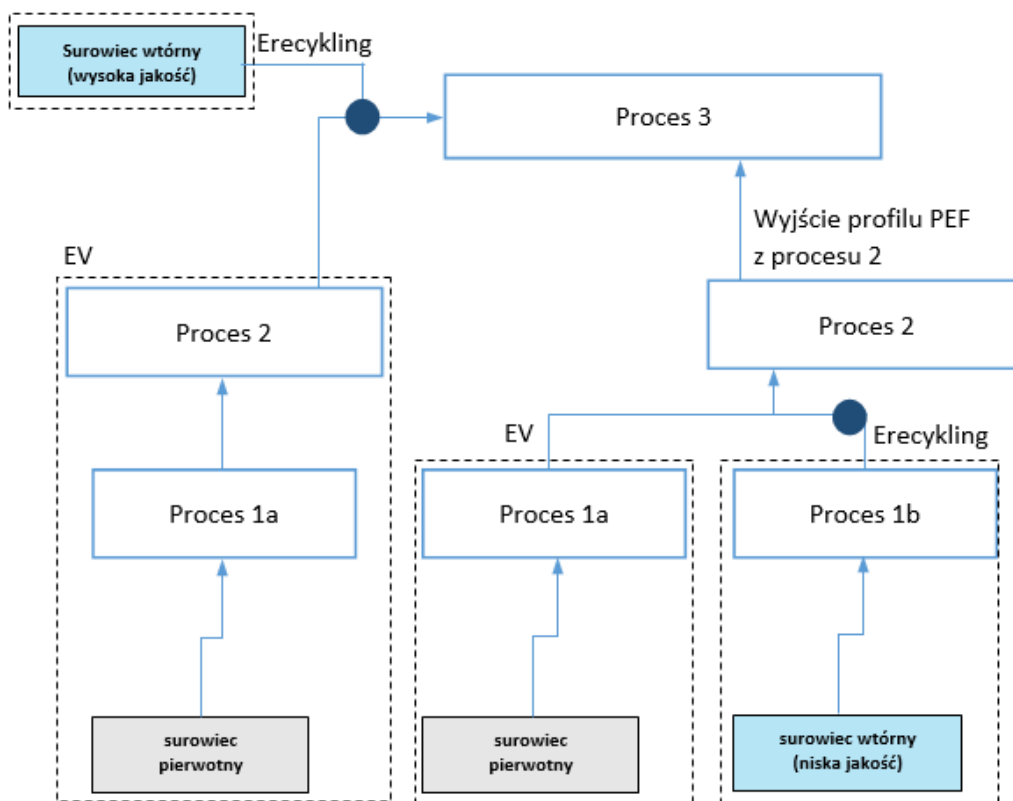 Surowiec wtórny
(wysoka jakość)
Erecykling
Proces 3
Wyjście profilu PEF
z procesu 2
EV
Proces 2
Proces 2
EV
Erecykling
Proces 1a
Proces 1a
Proces 1b
surowiec
pierwotny
surowiec
pierwotny
surowiec wtórny
(niska jakość)